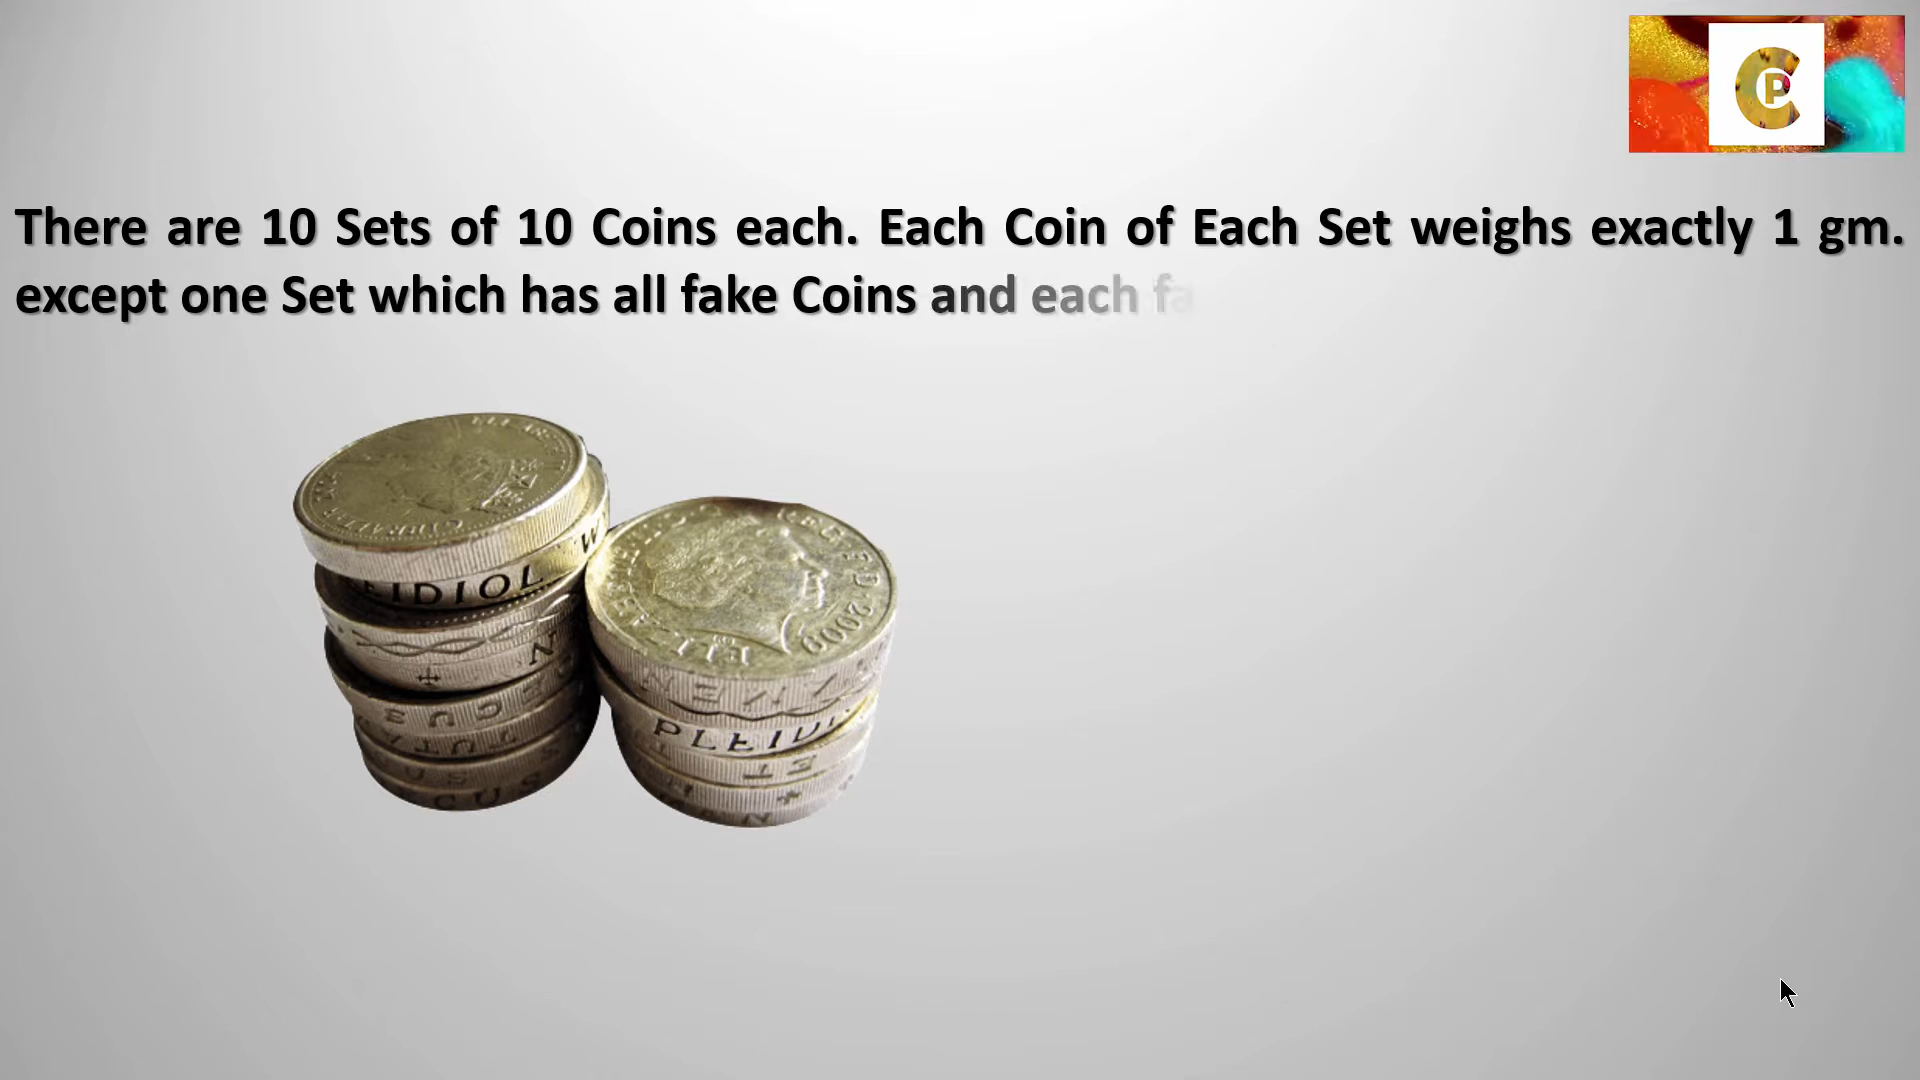 There are 10 Sets of 10 Coins each. Each Coin of Each Set weighs exactly 1 gm.
except one Set which has all fake Coins and each